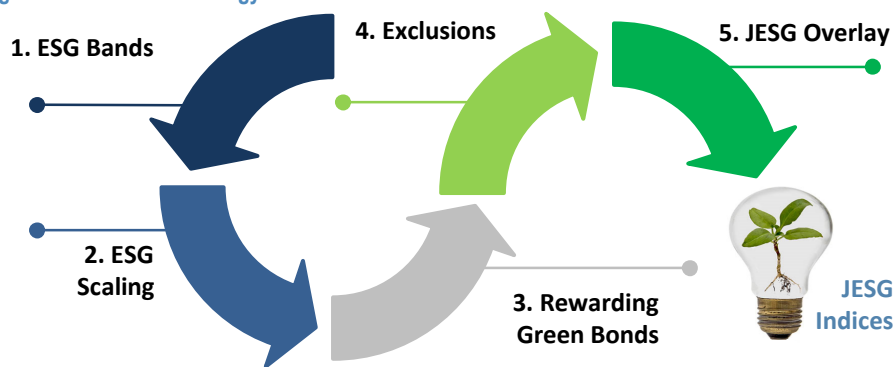 1. ESG Bands
4. Exclusions
5. JESG Overlay
2. ESG
Scaling
3. Rewarding
Green Bonds
JESG
Indices